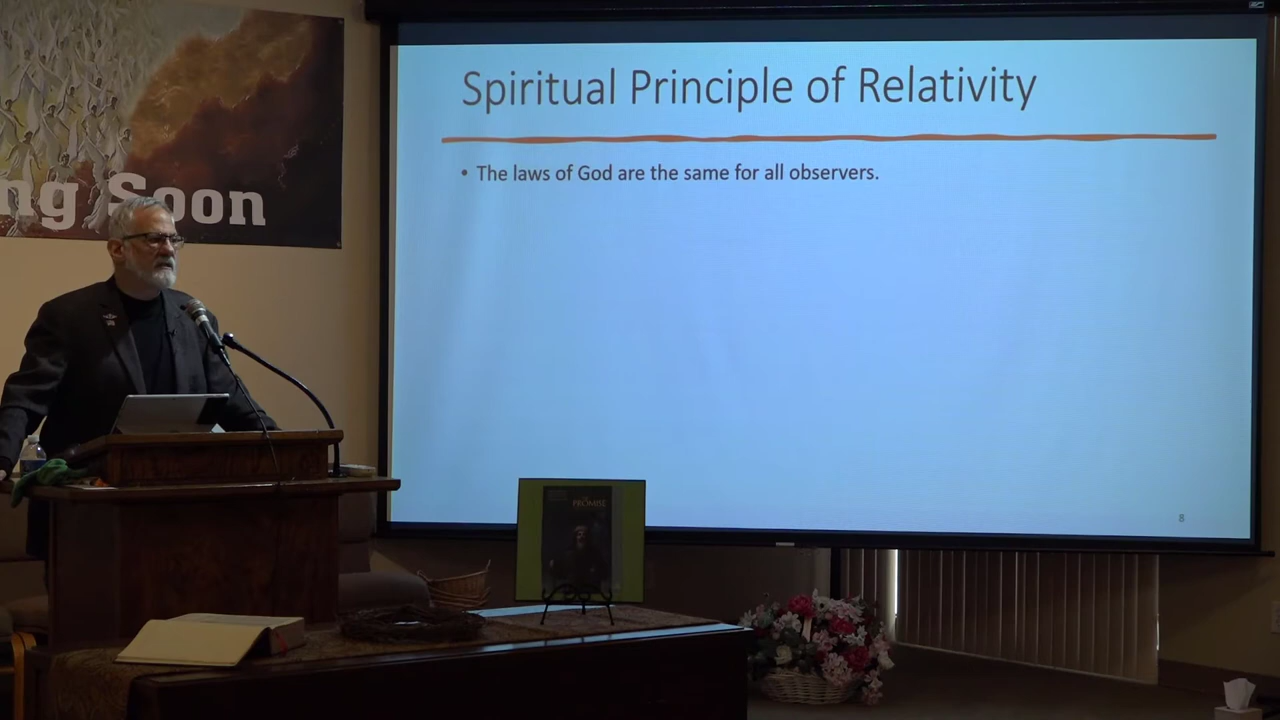 ng Soon
Spiritual Principle of Relativity
• The laws of God are the same for all observers.
8
PROMISE